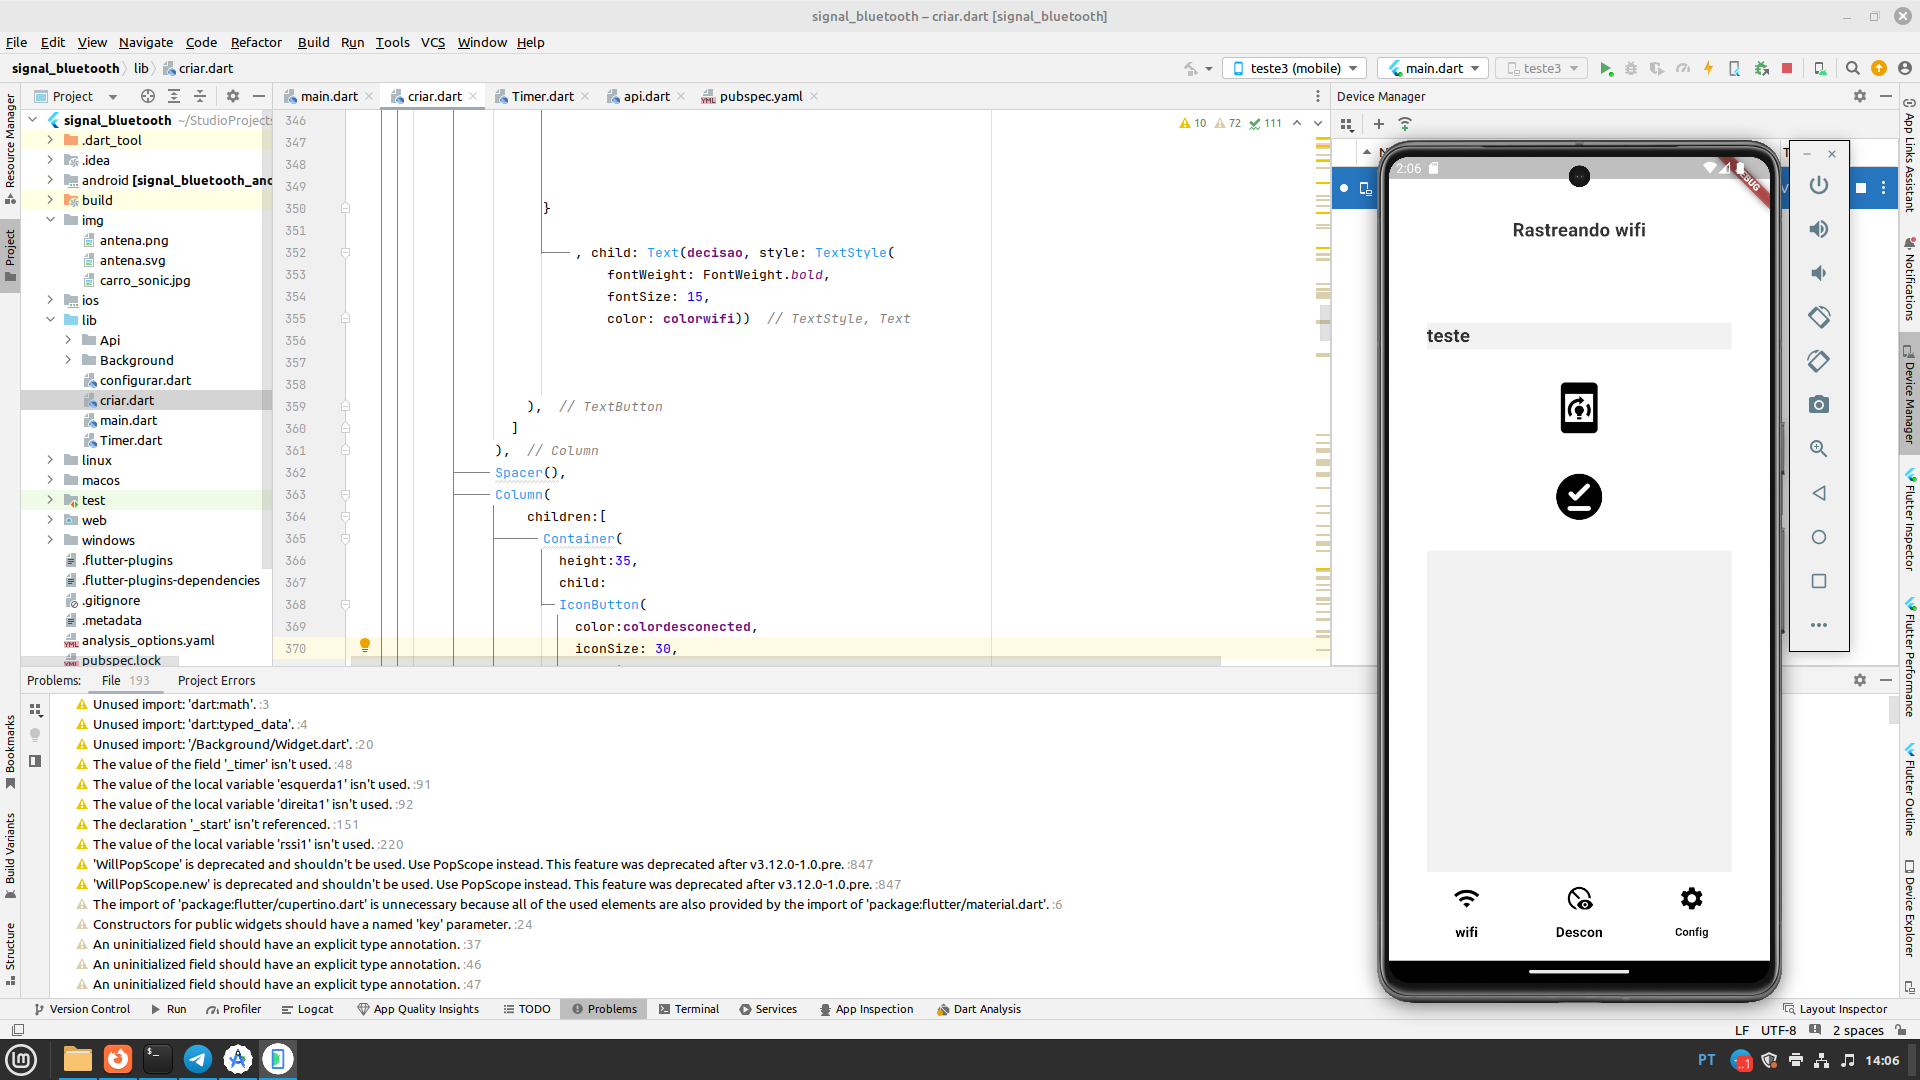 signal_bluetooth – criar.dart [signal_bluetooth]
File Edit View Navigate Code Refactor Build Run Tools VCS Window Help
signal_bluetooth lib criar.dart
teste3 (mobile) main.dart teste3
Project
main.dart criar.dart Timer.dart api.dart pubspec.yaml
Device Manager
Resource Manager
Project
Bookmarks
Build Variants
Structure
signal_bluetooth ~/StudioProjects
.dart_tool
.idea
android [signal_bluetooth_and
build
img
antena.png
antena.svg
carro_sonic.jpg
ios
lib
Api
Background
configurar.dart
criar.dart
main.dart
Timer.dart
linux
macos
test
web
windows
.flutter-plugins
.flutter-plugins-dependencies
.gitignore
.metadata
analysis_options.yaml
pubspec.lock
10 72 111
346
347
348
349
350 }
351
352 , child: Text(decisao, style: TextStyle(
353 fontWeight: FontWeight.bold,
354 fontSize: 15,
355 color: colorwifi)) // TextStyle, Text
356
357
358
359 ), // TextButton
360 ]
361 ), // Column
362 Spacer(),
363 Column(
364 children:[
365 Container(
366 height:35,
367 child:
368 IconButton(
369 color:colordesconected,
370 iconSize: 30,
2:06
DEBUG
Rastreando wifi
teste
wifi Descon Config
App Links Assistant
Notifications
Device Manager
Flutter Inspector
Flutter Performance
Flutter Outline
Device Explorer
Problems: File 193 Project Errors
Unused import: 'dart:math'. :3
Unused import: 'dart:typed_data'. :4
Unused import: '/Background/Widget.dart'. :20
The value of the field '_timer' isn't used. :48
The value of the local variable 'esquerda1' isn't used. :91
The value of the local variable 'direita1' isn't used. :92
The declaration '_start' isn't referenced. :151
The value of the local variable 'rssi1' isn't used. :220
'WillPopScope' is deprecated and shouldn't be used. Use PopScope instead. This feature was deprecated after v3.12.0-1.0.pre. :847
'WillPopScope.new' is deprecated and shouldn't be used. Use PopScope instead. This feature was deprecated after v3.12.0-1.0.pre. :847
The import of 'package:flutter/cupertino.dart' is unnecessary because all of the used elements are also provided by the import of 'package:flutter/material.dart'. :6
Constructors for public widgets should have a named 'key' parameter. :24
An uninitialized field should have an explicit type annotation. :37
An uninitialized field should have an explicit type annotation. :46
An uninitialized field should have an explicit type annotation. :47
Version Control Run Profiler Logcat App Quality Insights TODO Problems Terminal Services App Inspection Dart Analysis Layout Inspector
LF UTF-8 2 spaces
PT 14:06